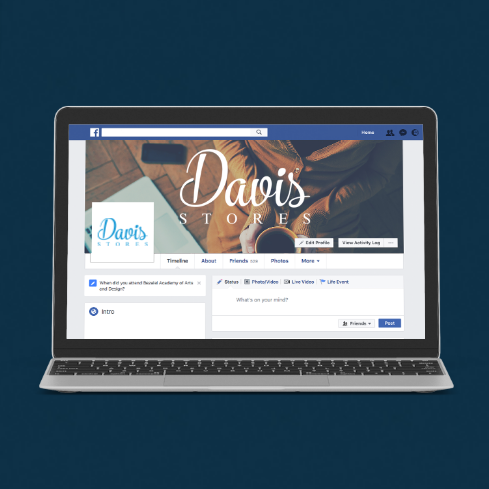 f
Home
Davis
STORES
Davis
STORES
Edit Profile
View Activity Log
Timeline
About
Friends
Photos
More
When did you attend Bayalal Academy of Arts
and Design?
Intro
Status
Photo/Video
Live Video
Life Event
What's on your mind?
Friends
Post